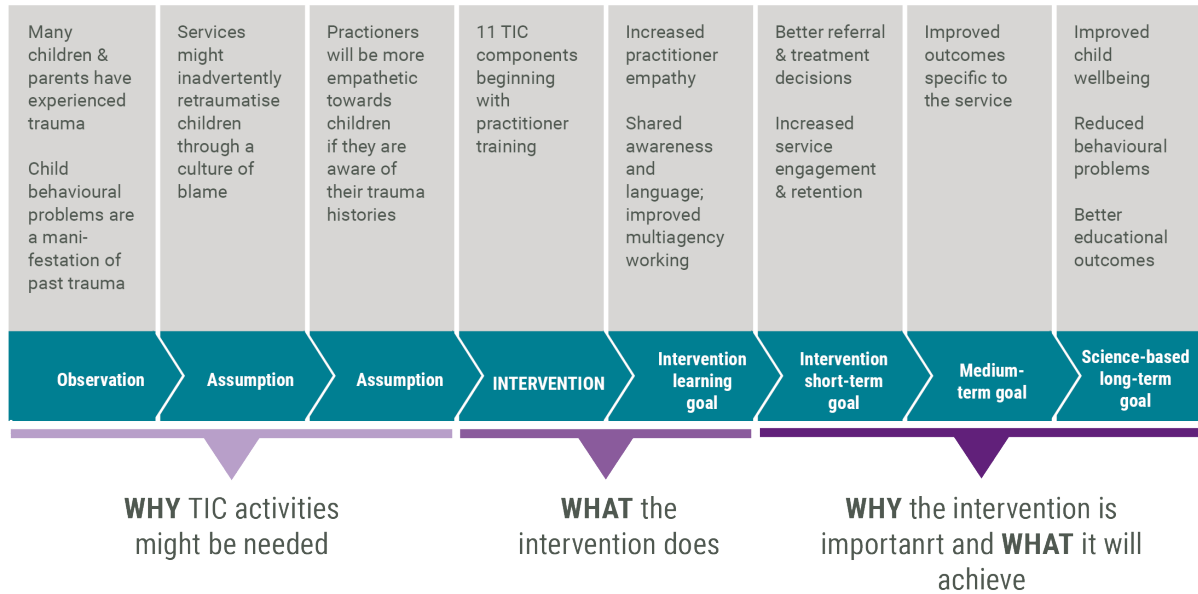 Many
children &
parents have
experienced
trauma
Child
behavioural
problems are
a mani-
festation of
past trauma
Services
might
inadvertently
retraumatise
children
through a
culture of
blame
Practioners
will be more
empathetic
towards
children
if they are
aware of
their trauma
histories
11 TIC
components
beginning
with
practitioner
training
Increased
practitioner
empathy
Shared
awareness
and
language;
improved
multiagency
working
Better referral
& treatment
decisions
Increased
service
engagement
& retention
Improved
outcomes
specific to
the service
Improved
child
wellbeing
Reduced
behavioural
problems
Better
educational
outcomes
Observation
Assumption
Assumption
INTERVENTION
Intervention
learning
goal
Intervention
short-term
goal
Medium-
term goal
Science-based
long-term
goal
WHY TIC activities
might be needed
WHAT the
intervention does
WHY the intervention is
importanrt and WHAT it will
achieve